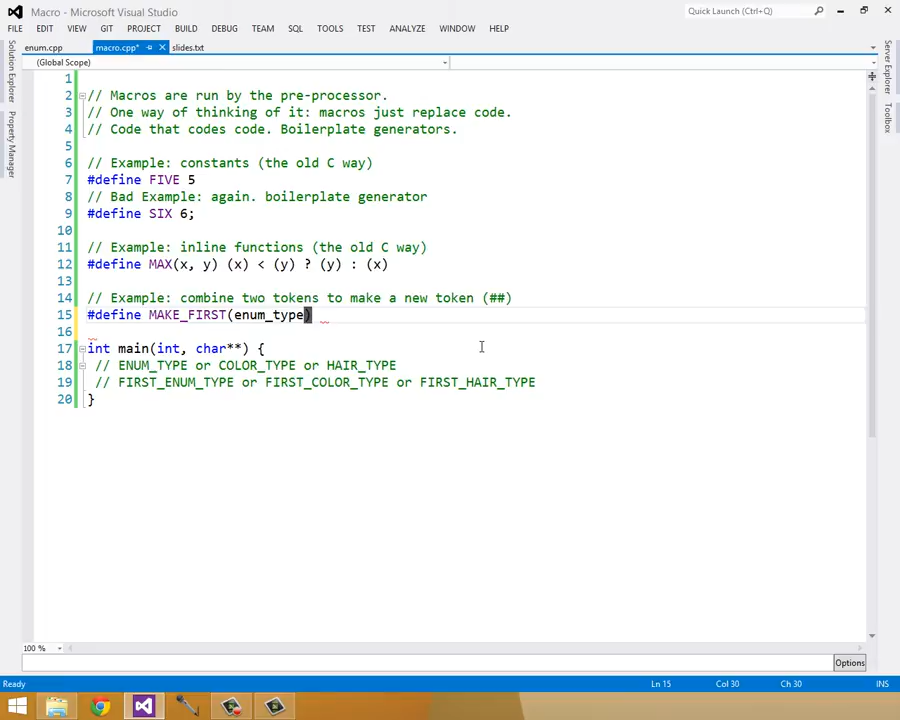 Macro - Microsoft Visual Studio
Quick Launch (Ctrl+Q)
FILE EDIT VIEW GIT PROJECT BUILD DEBUG TEAM SQL TOOLS TEST ANALYZE WINDOW HELP
enum.cpp macro.cpp* slides.txt
(Global Scope)
Solution Explorer
Property Manager
Server Explorer
Toolbox
1
2 // Macros are run by the pre-processor.
3 // One way of thinking of it: macros just replace code.
4 // Code that codes code. Boilerplate generators.
5
6 // Example: constants (the old C way)
7 #define FIVE 5
8 // Bad Example: again. boilerplate generator
9 #define SIX 6;
10
11 // Example: inline functions (the old C way)
12 #define MAX(x, y) (x) < (y) ? (y) : (x)
13
14 // Example: combine two tokens to make a new token (##)
15 #define MAKE_FIRST(enum_type)
16
17 int main(int, char**) {
18 // ENUM_TYPE or COLOR_TYPE or HAIR_TYPE
19 // FIRST_ENUM_TYPE or FIRST_COLOR_TYPE or FIRST_HAIR_TYPE
20 }
100 %
Options
Ready Ln 15 Col 30 Ch 30 INS